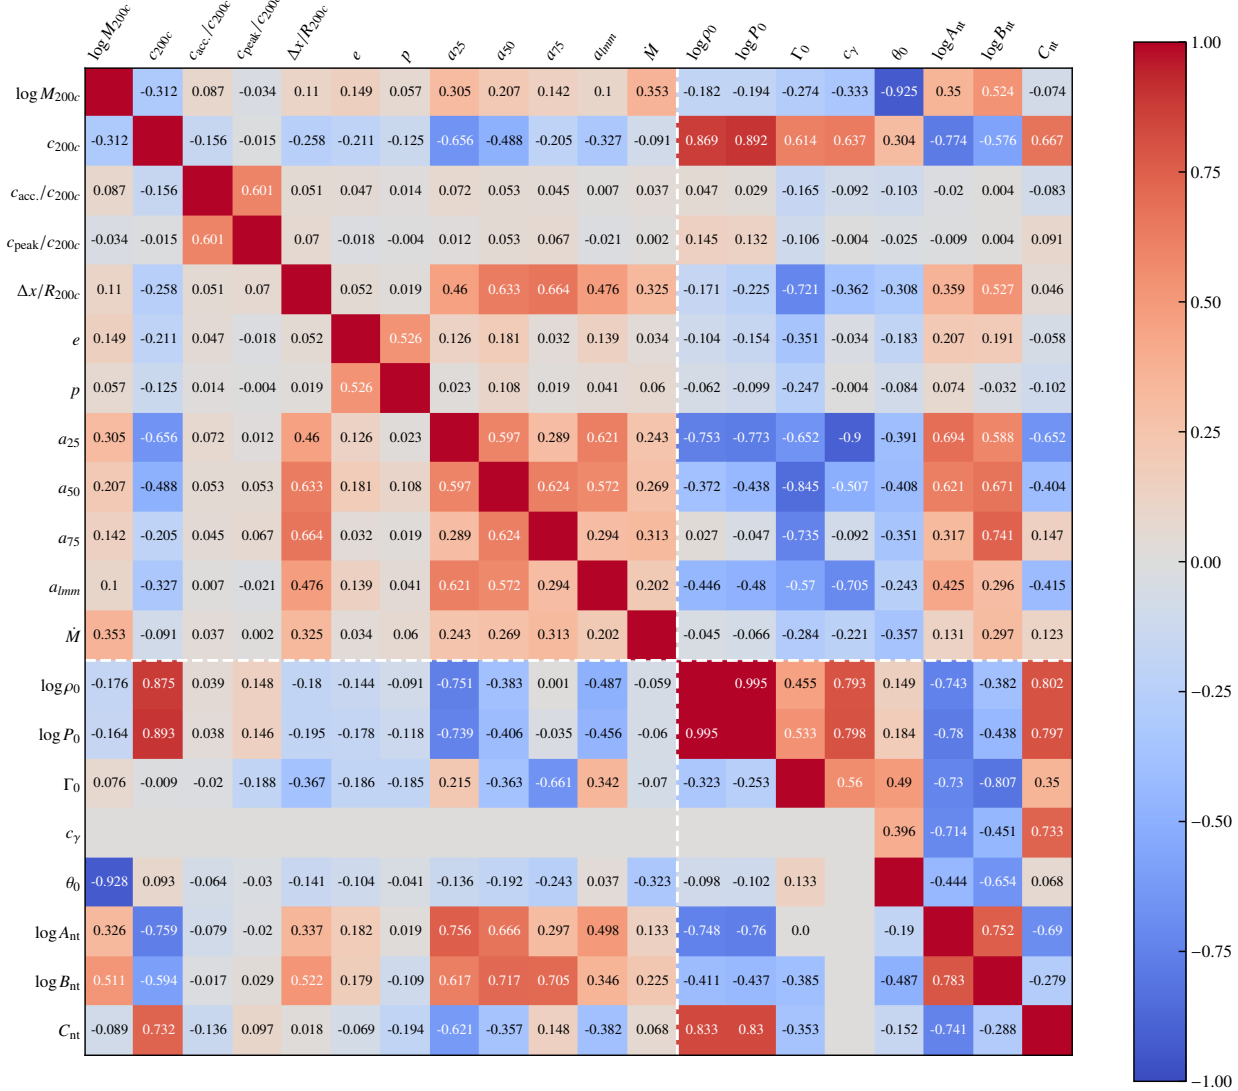 log M200c c200c cacc./c200c cpeak/c200c Δx/R200c e p a25 a50 a75 almm Ṁ log ρ0 log P0 Γ0 cγ θ0 log Ant log Bnt Cnt
log M200c -0.312 0.087 -0.034 0.11 0.149 0.057 0.305 0.207 0.142 0.1 0.353 -0.182 -0.194 -0.274 -0.333 -0.925 0.35 0.524 -0.074
c200c -0.312 -0.156 -0.015 -0.258 -0.211 -0.125 -0.656 -0.488 -0.205 -0.327 -0.091 0.869 0.892 0.614 0.637 0.304 -0.774 -0.576 0.667
cacc./c200c 0.087 -0.156 0.601 0.051 0.047 0.014 0.072 0.053 0.045 0.007 0.037 0.047 0.029 -0.165 -0.092 -0.103 -0.02 0.004 -0.083
cpeak/c200c -0.034 -0.015 0.601 0.07 -0.018 -0.004 0.012 0.053 0.067 -0.021 0.002 0.145 0.132 -0.106 -0.004 -0.025 -0.009 0.004 0.091
Δx/R200c 0.11 -0.258 0.051 0.07 0.052 0.019 0.46 0.633 0.664 0.476 0.325 -0.171 -0.225 -0.721 -0.362 -0.308 0.359 0.527 0.046
e 0.149 -0.211 0.047 -0.018 0.052 0.526 0.126 0.181 0.032 0.139 0.034 -0.104 -0.154 -0.351 -0.034 -0.183 0.207 0.191 -0.058
p 0.057 -0.125 0.014 -0.004 0.019 0.526 0.023 0.108 0.019 0.041 0.06 -0.062 -0.099 -0.247 -0.004 -0.084 0.074 -0.032 -0.102
a25 0.305 -0.656 0.072 0.012 0.46 0.126 0.023 0.597 0.289 0.621 0.243 -0.753 -0.773 -0.652 -0.9 -0.391 0.694 0.588 -0.652
a50 0.207 -0.488 0.053 0.053 0.633 0.181 0.108 0.597 0.624 0.572 0.269 -0.372 -0.438 -0.845 -0.507 -0.408 0.621 0.671 -0.404
a75 0.142 -0.205 0.045 0.067 0.664 0.032 0.019 0.289 0.624 0.294 0.313 0.027 -0.047 -0.735 -0.092 -0.351 0.317 0.741 0.147
almm 0.1 -0.327 0.007 -0.021 0.476 0.139 0.041 0.621 0.572 0.294 0.202 -0.446 -0.48 -0.57 -0.705 -0.243 0.425 0.296 -0.415
Ṁ 0.353 -0.091 0.037 0.002 0.325 0.034 0.06 0.243 0.269 0.313 0.202 -0.045 -0.066 -0.284 -0.221 -0.357 0.131 0.297 0.123
log ρ0 -0.176 0.875 0.039 0.148 -0.18 -0.144 -0.091 -0.751 -0.383 0.001 -0.487 -0.059 0.995 0.455 0.793 0.149 -0.743 -0.382 0.802
log P0 -0.164 0.893 0.038 0.146 -0.195 -0.178 -0.118 -0.739 -0.406 -0.035 -0.456 -0.06 0.995 0.533 0.798 0.184 -0.78 -0.438 0.797
Γ0 0.076 -0.009 -0.02 -0.188 -0.367 -0.186 -0.185 0.215 -0.363 -0.661 0.342 -0.07 -0.323 -0.253 0.56 0.49 -0.73 -0.807 0.35
cγ 0.396 -0.714 -0.451 0.733
θ0 -0.928 0.093 -0.064 -0.03 -0.141 -0.104 -0.041 -0.136 -0.192 -0.243 0.037 -0.323 -0.098 -0.102 0.133 -0.444 -0.654 0.068
log Ant 0.326 -0.759 -0.079 -0.02 0.337 0.182 0.019 0.756 0.666 0.297 0.498 0.133 -0.748 -0.76 0.0 -0.19 0.752 -0.69
log Bnt 0.511 -0.594 -0.017 0.029 0.522 0.179 -0.109 0.617 0.717 0.705 0.346 0.225 -0.411 -0.437 -0.385 -0.487 0.783 -0.279
Cnt -0.089 0.732 -0.136 0.097 0.018 -0.069 -0.194 -0.621 -0.357 0.148 -0.382 0.068 0.833 0.83 -0.353 -0.152 -0.741 -0.288
1.00
0.75
0.50
0.25
0.00
−0.25
−0.50
−0.75
−1.00